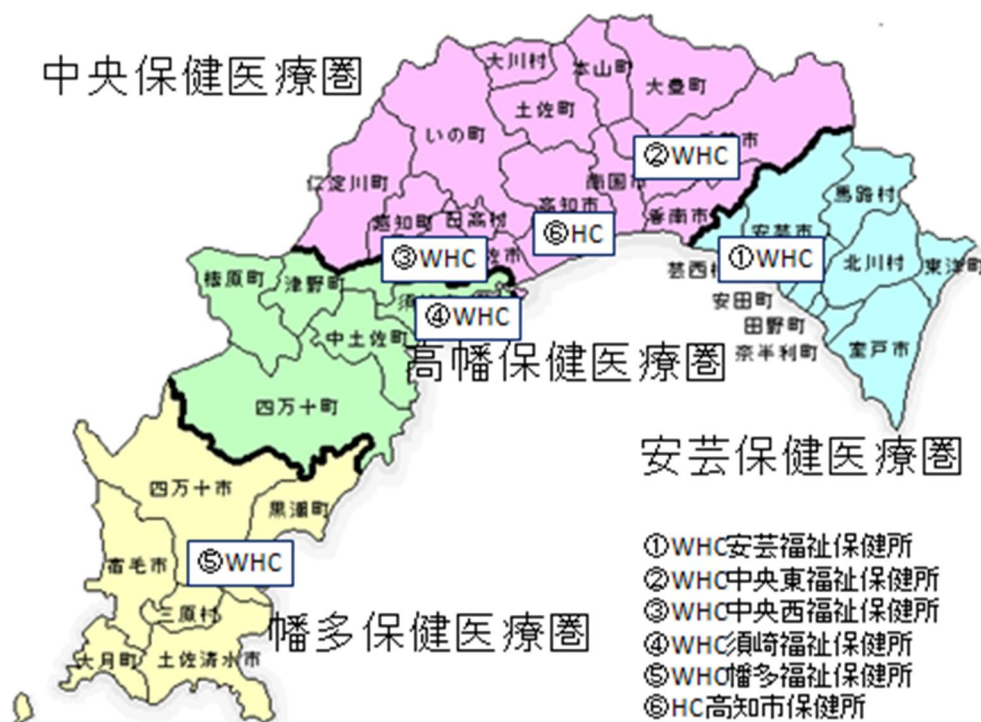 中央保健医療圏
大川村
本山町
大豊町
土佐町
いの町
②WHC
仁淀川町
南国市
馬路村
高知市
香南市
越知町
日高村
安芸市
⑥HC
③WHC
①WHC
北川村
東洋町
梼原町
津野町
安田町
④WHC
田野町
中土佐町
奈半利町
室戸市
高幡保健医療圏
四万十町
安芸保健医療圏
四万十市
黒潮町
⑤WHC
宿毛市
三原村
幡多保健医療圏
大月町
土佐清水市
①WHC安芸福祉保健所
②WHC中央東福祉保健所
③WHC中央西福祉保健所
④WHC須崎福祉保健所
⑤WHC幡多福祉保健所
⑥HC高知市保健所